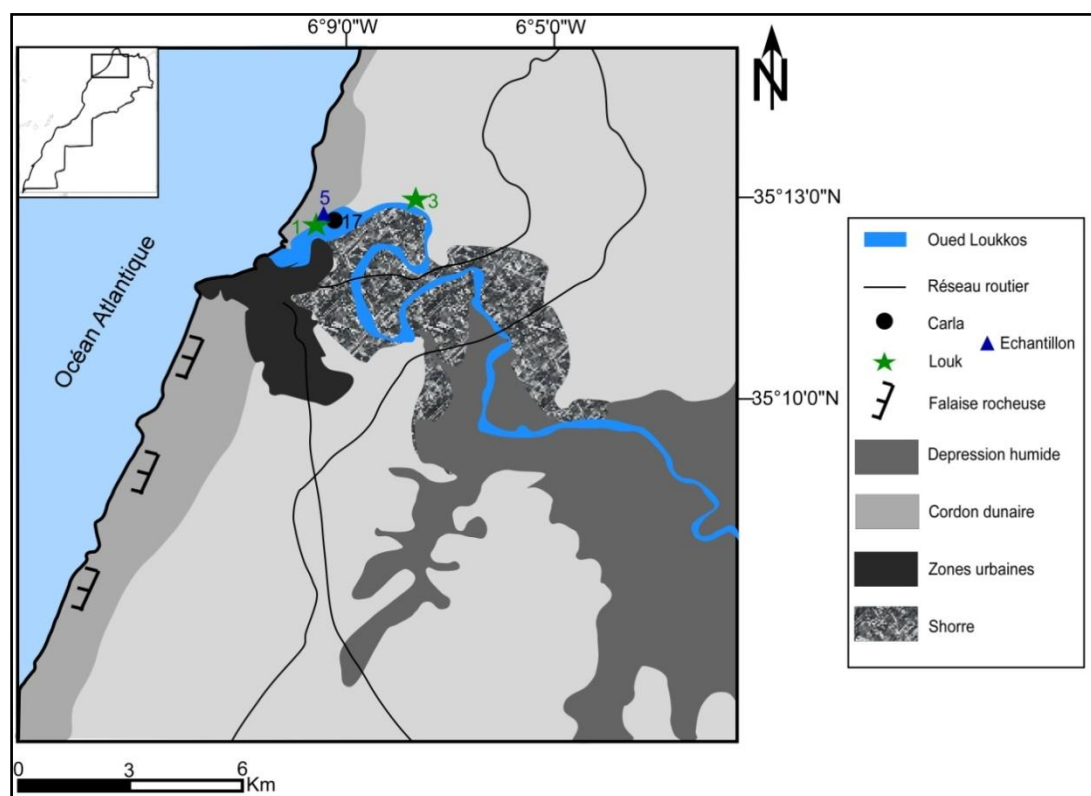 6°9'0"W
6°5'0"W
N
35°13'0"N
35°10'0"N
5
3
1
17
Océan Atlantique
Oued Loukkos
Réseau routier
Carla
Echantillon
Louk
Falaise rocheuse
Depression humide
Cordon dunaire
Zones urbaines
Shorre
0
3
6
Km